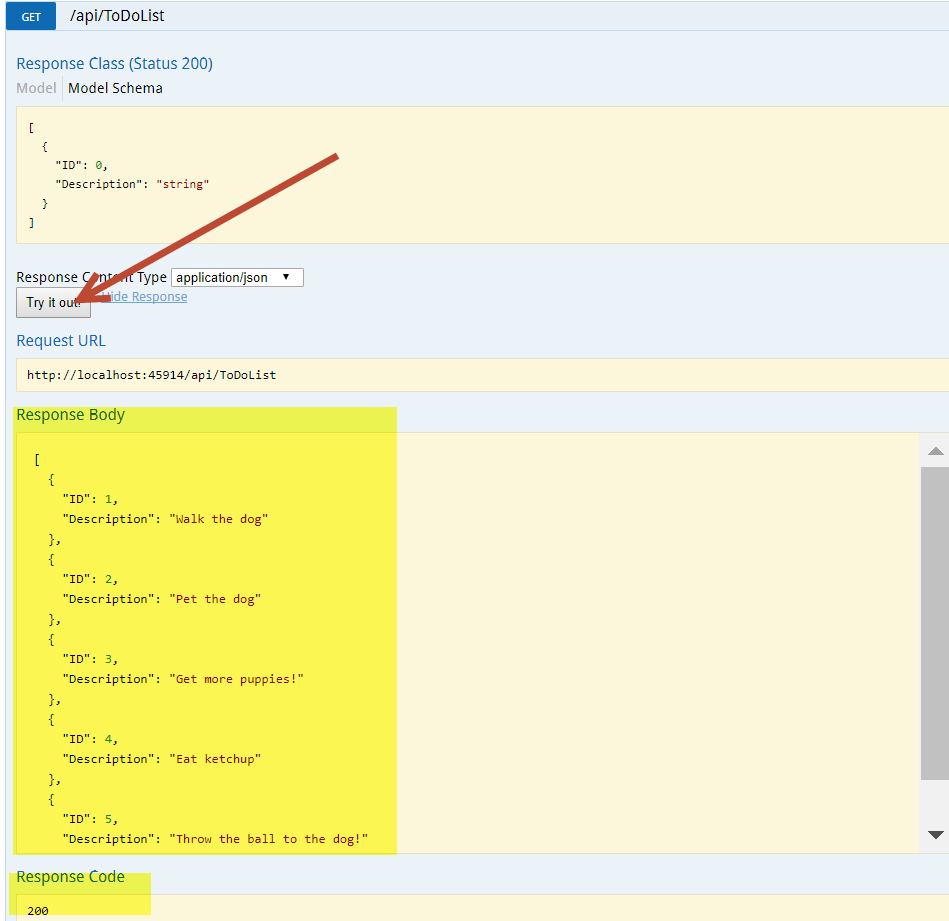 GET /api/ToDoList
Response Class (Status 200)
Model Model Schema
[
{
"ID": 0,
"Description": "string"
}
]
Response Content Type application/json
Try it out! Hide Response
Request URL
http://localhost:45914/api/ToDoList
Response Body
[
{
"ID": 1,
"Description": "Walk the dog"
},
{
"ID": 2,
"Description": "Pet the dog"
},
{
"ID": 3,
"Description": "Get more puppies!"
},
{
"ID": 4,
"Description": "Eat ketchup"
},
{
"ID": 5,
"Description": "Throw the ball to the dog!"
Response Code
200